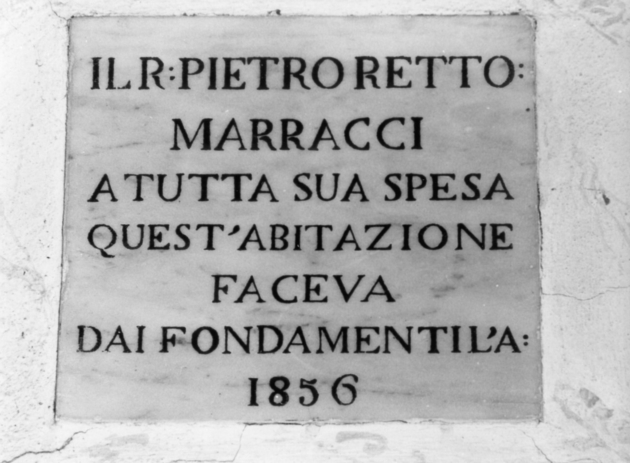 IL R: PIETRO RETTO:
MARRACCI
A TUTTA SUA SPESA
QUEST'ABITAZIONE
FACEVA
DAI FONDAMENTI L'A:
1856